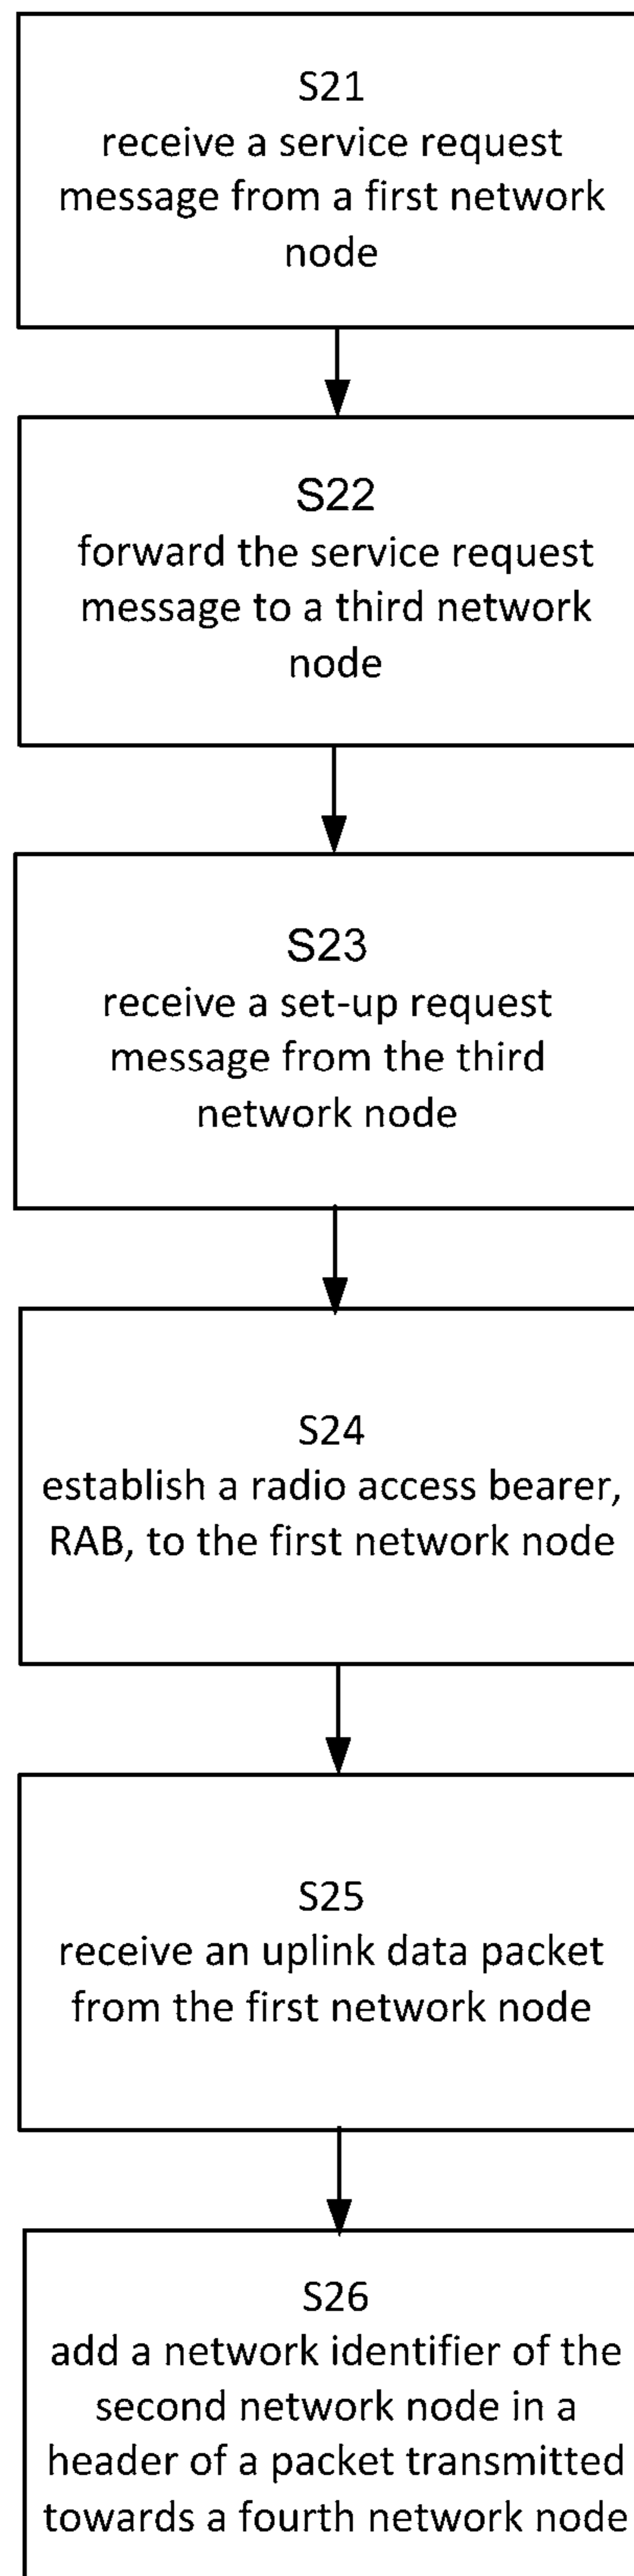 S21
receive a service request
message from a first network
node
S22
forward the service request
message to a third network
node
S23
receive a set-up request
message from the third
network node
S24
establish a radio access bearer,
RAB, to the first network node
S25
receive an uplink data packet
from the first network node
S26
add a network identifier of the
second network node in a
header of a packet transmitted
towards a fourth network node